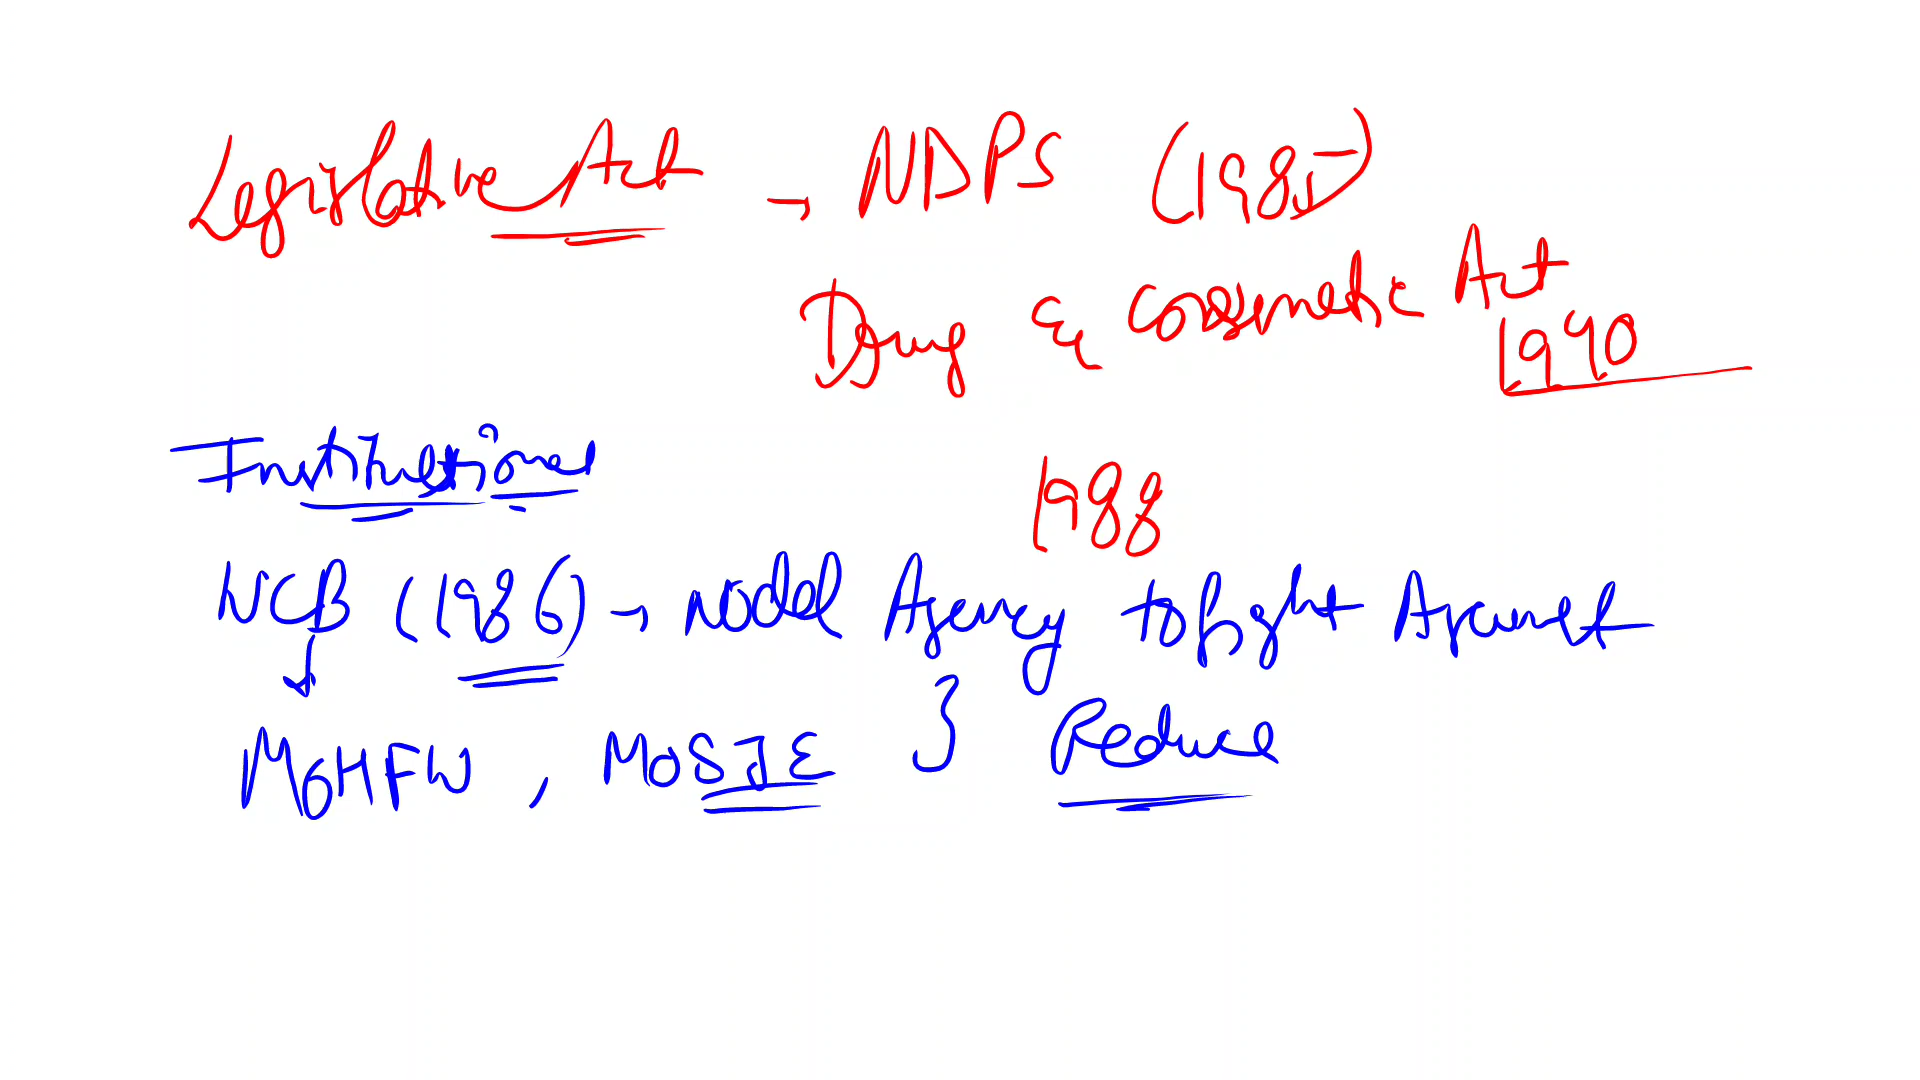 Legislative Act → NDPS (1985)
Drug & Cosmetic Act
1940
Institutional
1988
NCB (1986) → Nodel Agency to fight Against
MOHFW, MOSJE } Reduce